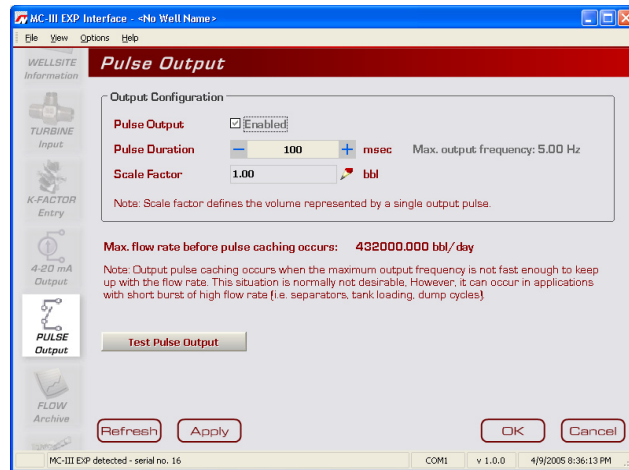 MC-III EXP Interface - <No Well Name>
File View Options Help
WELLSITE
Information
TURBINE
Input
K-FACTOR
Entry
4-20 mA
Output
PULSE
Output
FLOW
Archive
Pulse Output
Output Configuration
Pulse Output Enabled
Pulse Duration − 100 + msec Max. output frequency: 5.00 Hz
Scale Factor 1.00 bbl
Note: Scale factor defines the volume represented by a single output pulse.
Max. flow rate before pulse caching occurs: 432000.000 bbl/day
Note: Output pulse caching occurs when the maximum output frequency is not fast enough to keep
up with the flow rate. This situation is normally not desirable, However, it can occur in applications
with short burst of high flow rate (i.e. separators, tank loading, dump cycles).
Test Pulse Output
Refresh Apply OK Cancel
MC-III EXP detected - serial no. 16 COM1 v 1.0.0 4/9/2005 8:36:13 PM